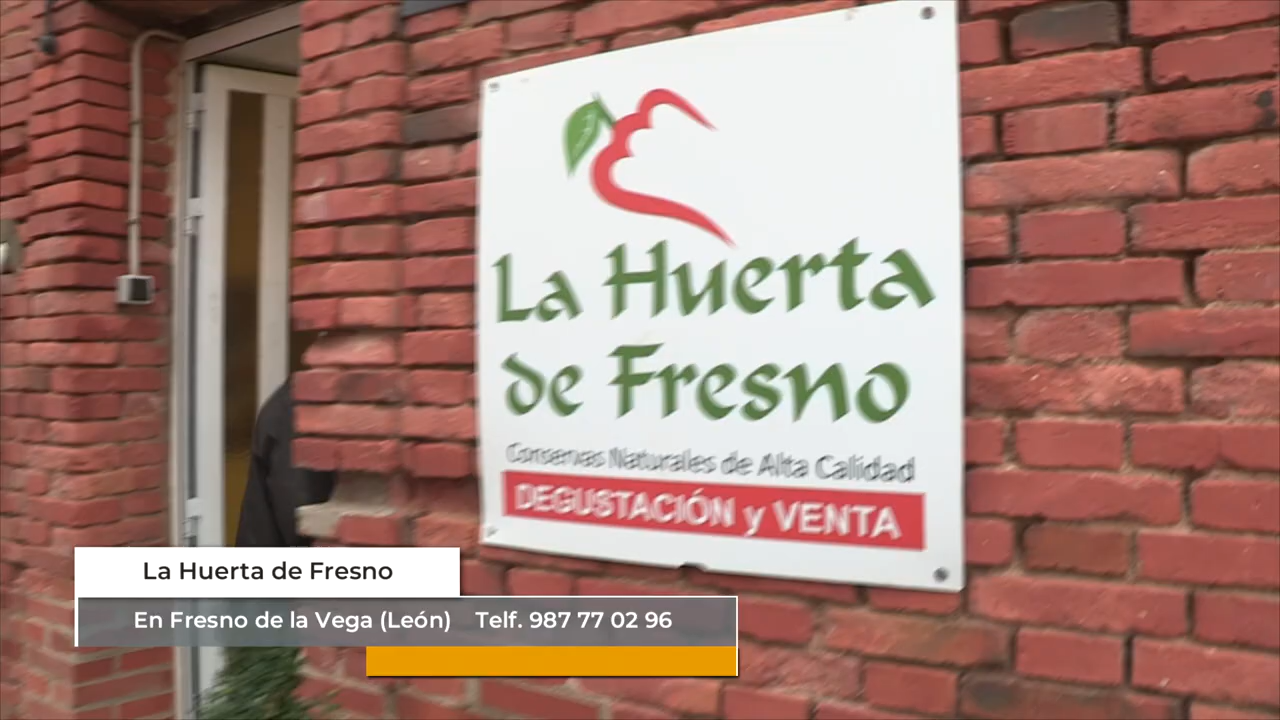 La Huerta
de Fresno
Conservas Naturales de Alta Calidad
DEGUSTACIÓN y VENTA
La Huerta de Fresno
En Fresno de la Vega (León) Telf. 987 77 02 96